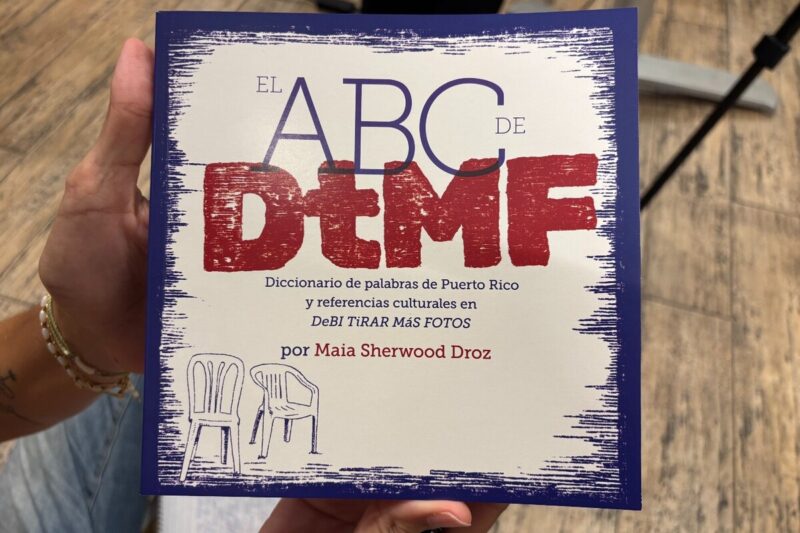 EL ABC DE
DtMF
Diccionario de palabras de Puerto Rico
y referencias culturales en
DeBI TiRAR MáS FOTOS
por Maia Sherwood Droz